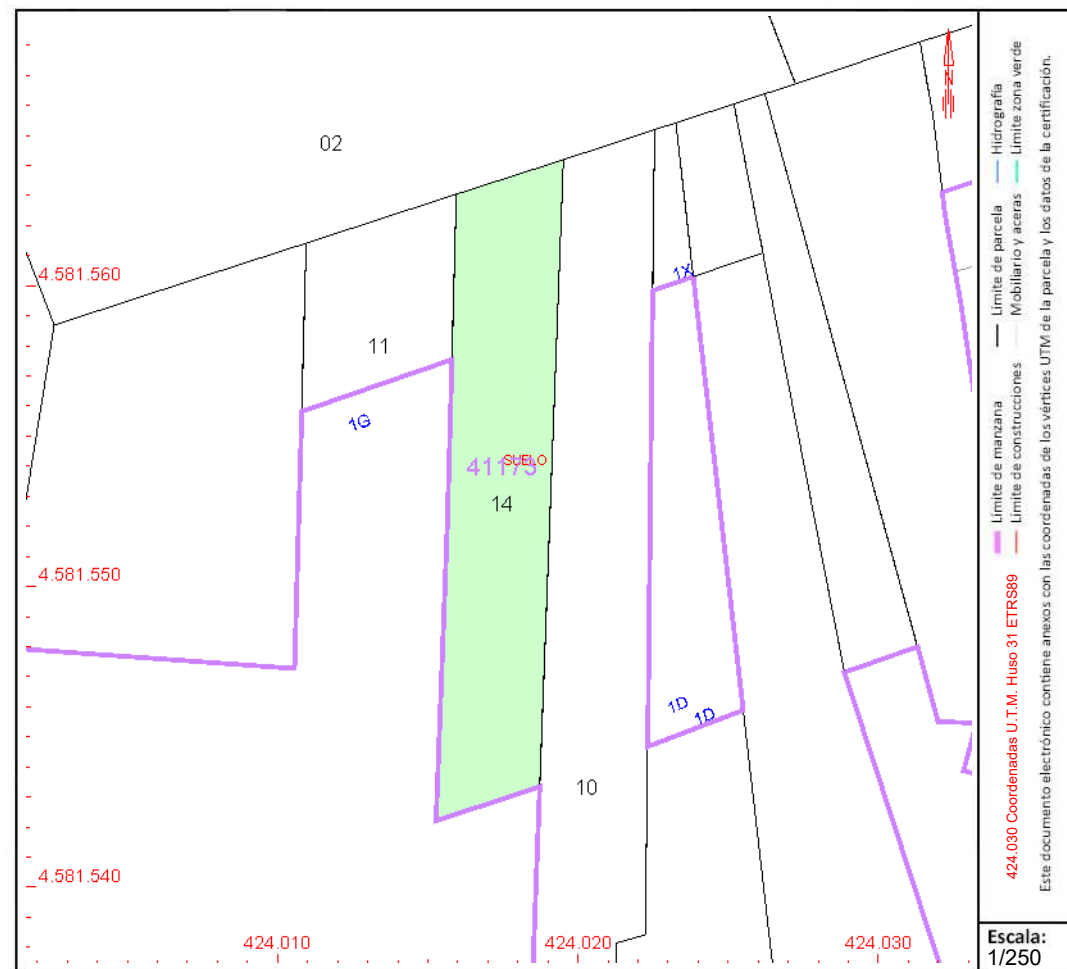 02
4.581.560
1X
11
1G
SUELO
41173
14
4.581.550
1D
1D
10
4.581.540
424.010
424.020
424.030
N
424.030 Coordenadas U.T.M. Huso 31 ETRS89
Límite de manzana
Límite de construcciones
Límite de parcela
Mobiliario y aceras
Hidrografía
Límite zona verde
Este documento electrónico contiene anexos con las coordenadas de los vértices UTM de la parcela y los datos de la certificación.
Escala:
1/250